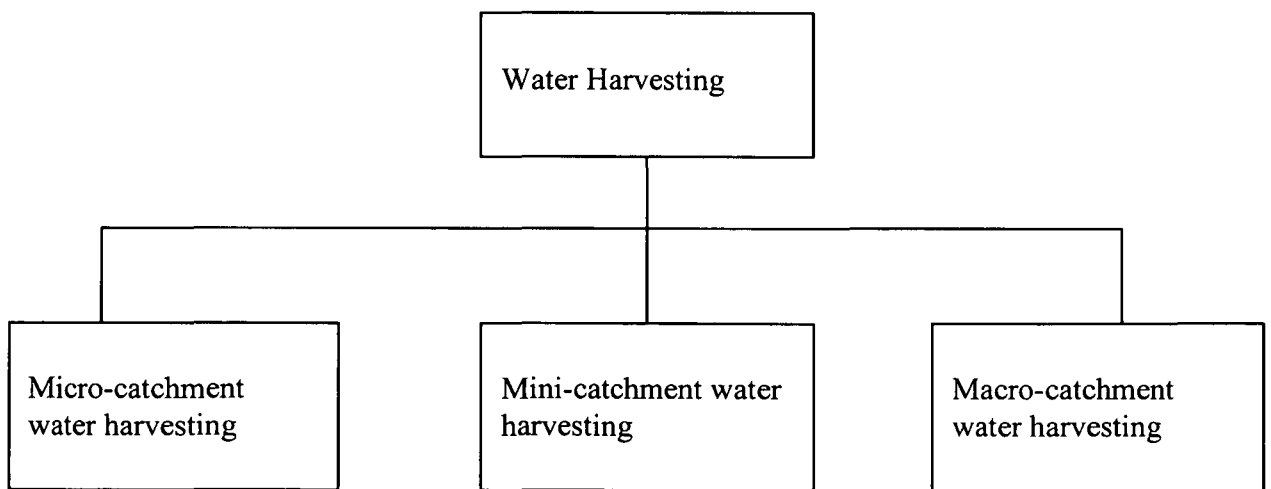 Water Harvesting
Micro-catchment
water harvesting
Mini-catchment water
harvesting
Macro-catchment
water harvesting